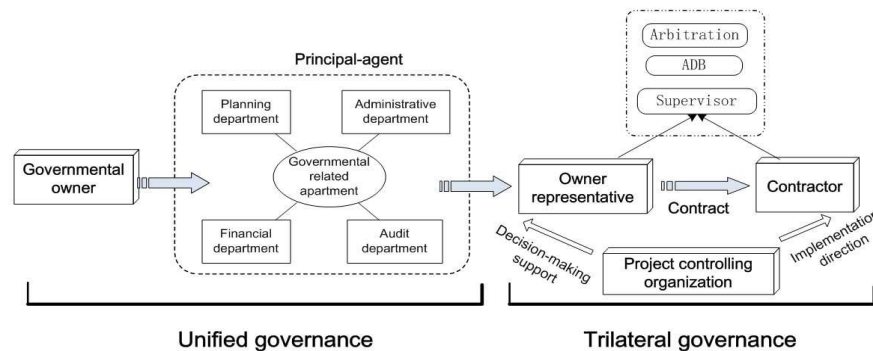 Principal-agent
Planning
department
Administrative
department
Governmental
related
apartment
Financial
department
Audit
department
Governmental
owner
Arbitration
ADB
Supervisor
Owner
representative
Contract
Contractor
Decision-making
support
Project controlling
organization
Implementation
direction
Unified governance
Trilateral governance